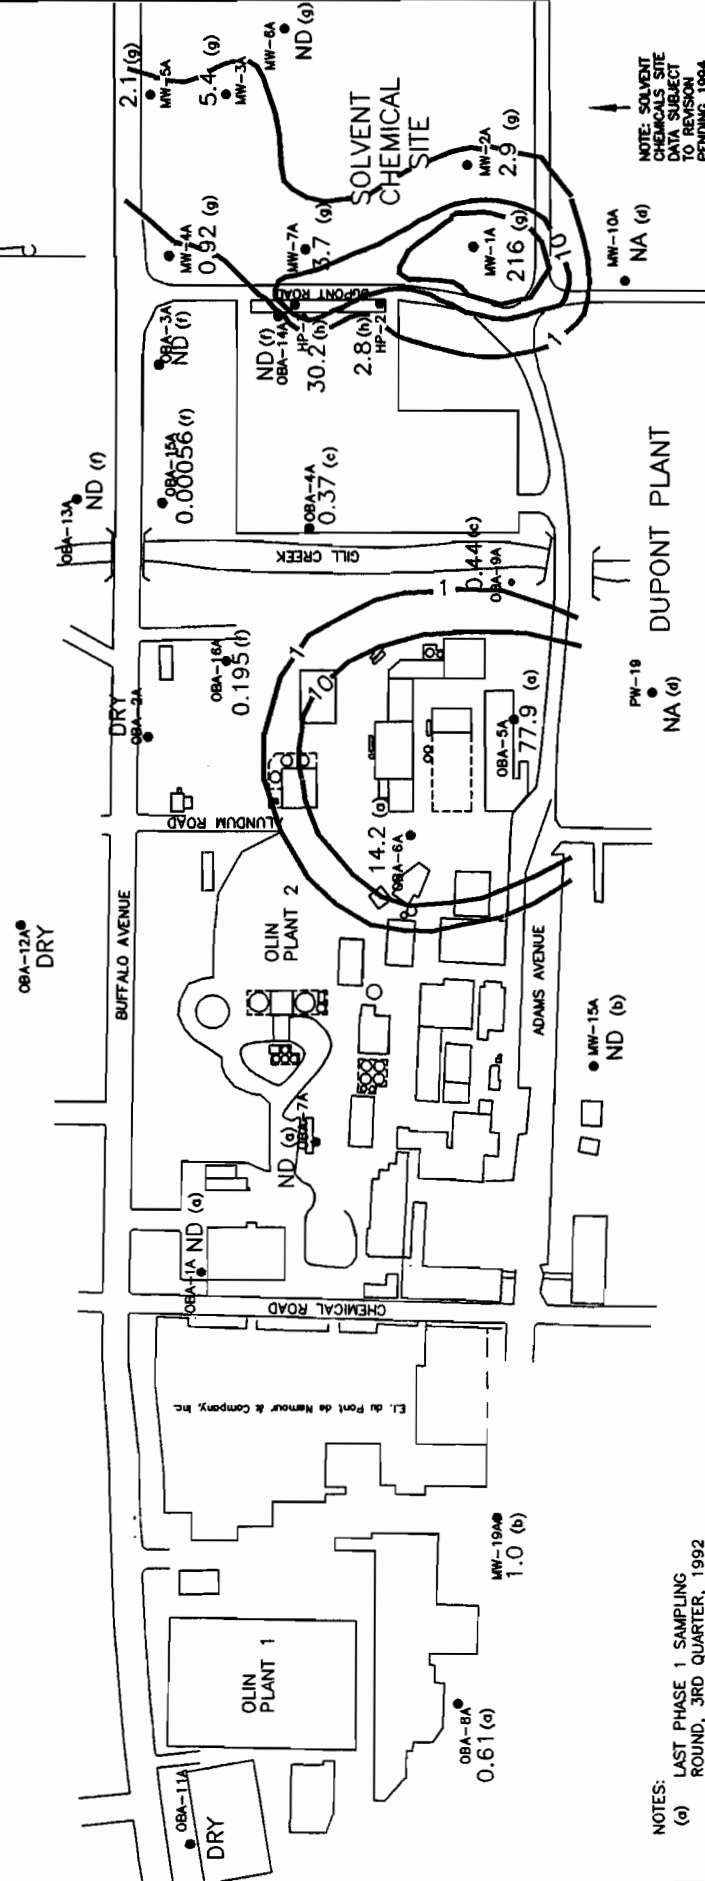 OBA-11A
DRY
OLIN
PLANT 1
OBA-8A
0.61 (a)
MW-19A
1.0 (b)
E.I. du Pont de Namour & Company, Inc.
CHEMICAL ROAD
OBA-1A
ND (a)
OBA-7A
ND (a)
OBA-12A
DRY
BUFFALO AVENUE
OLIN
PLANT 2
ADAMS AVENUE
MW-15A
ND (b)
ALUNDUM ROAD
14.2 (a)
OBA-6A
DRY
OBA-2A
OBA-16A
0.195 (f)
1
10
1
OBA-5A
77.9 (a)
PW-19
NA (d)
DUPONT PLANT
GILL CREEK
0.44 (c)
OBA-19A
OBA-13A
ND (f)
OBA-15A
0.00056 (f)
OBA-4A
0.37 (c)
OBA-3A
ND (f)
ND (f)
OBA-14A
HP-
30.2 (h)
2.8 (h)
HP-2
DUPONT ROAD
MW-4A
0.92 (g)
MW-7A
3.7 (g)
MW-1A
216 (g)
10
1
MW-10A
NA (d)
2.1 (g)
MW-5A
5.4 (g)
MW-3A
MW-6A
ND (g)
SOLVENT
CHEMICAL
SITE
MW-2A
2.9 (g)
NOTE: SOLVENT
CHEMICALS SITE
DATA SUBJECT
TO REVISION
PENDING 1994
NOTES:
(a) LAST PHASE 1 SAMPLING
ROUND, 3RD QUARTER, 1992